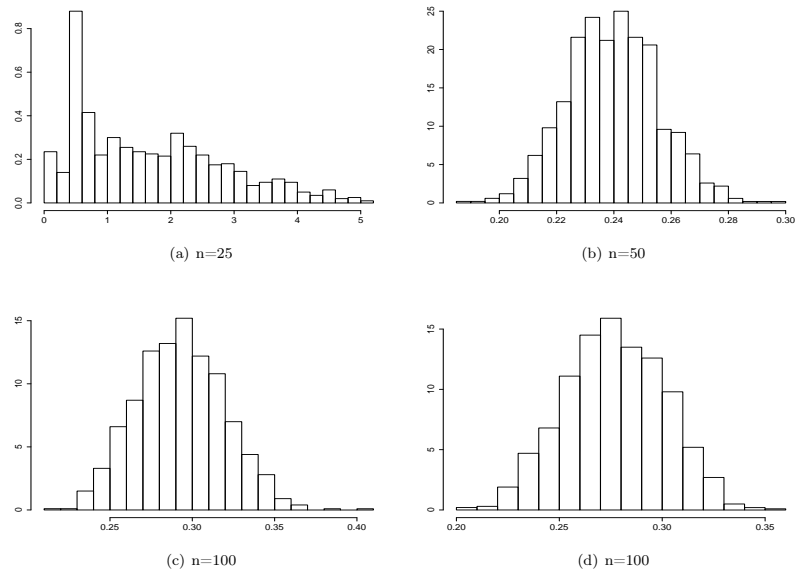 0.0 0.2 0.4 0.6 0.8
0 1 2 3 4 5
(a) n=25
0 5 10 15 20 25
0.20 0.22 0.24 0.26 0.28 0.30
(b) n=50
0 5 10 15
0.25 0.30 0.35 0.40
(c) n=100
0 5 10 15
0.20 0.25 0.30 0.35
(d) n=100